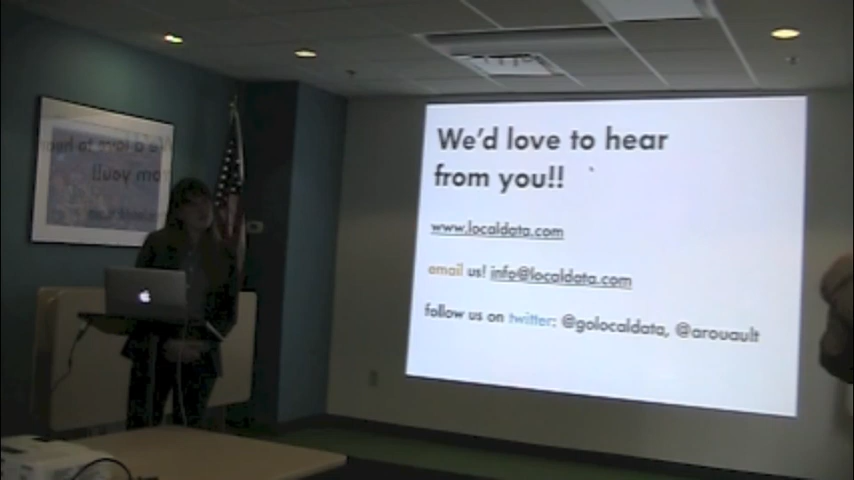 We'd love to hear
from you!!
www.localdata.com
email us! info@localdata.com
follow us on twitter: @golocaldata, @arouault